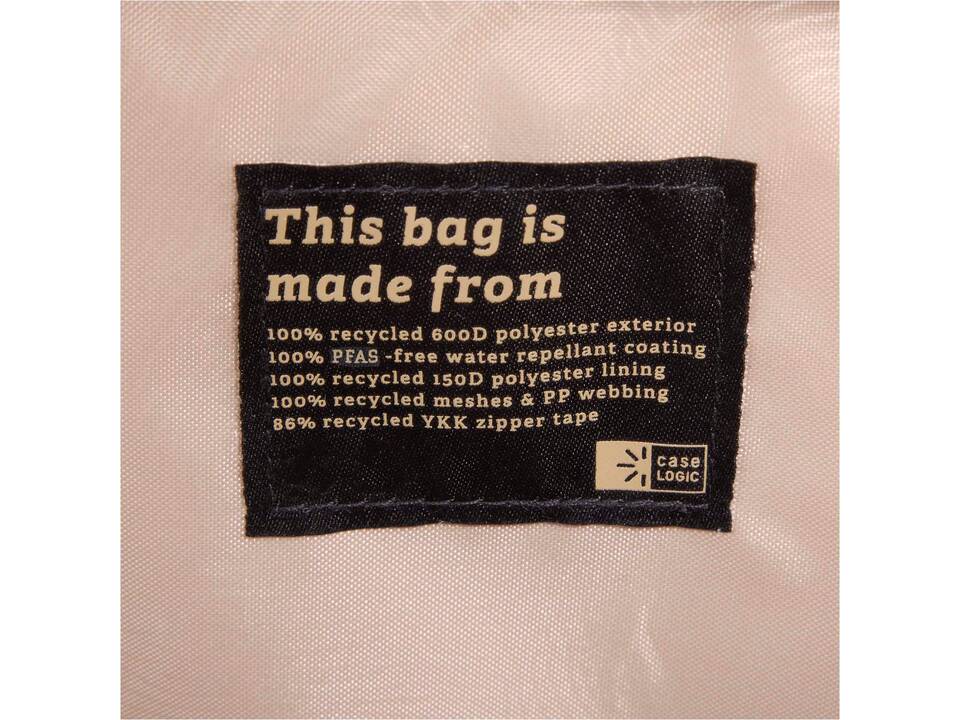 This bag is
made from
100% recycled 600D polyester exterior
100% PFAS -free water repellant coating
100% recycled 150D polyester lining
100% recycled meshes & PP webbing
86% recycled YKK zipper tape
case
LOGIC